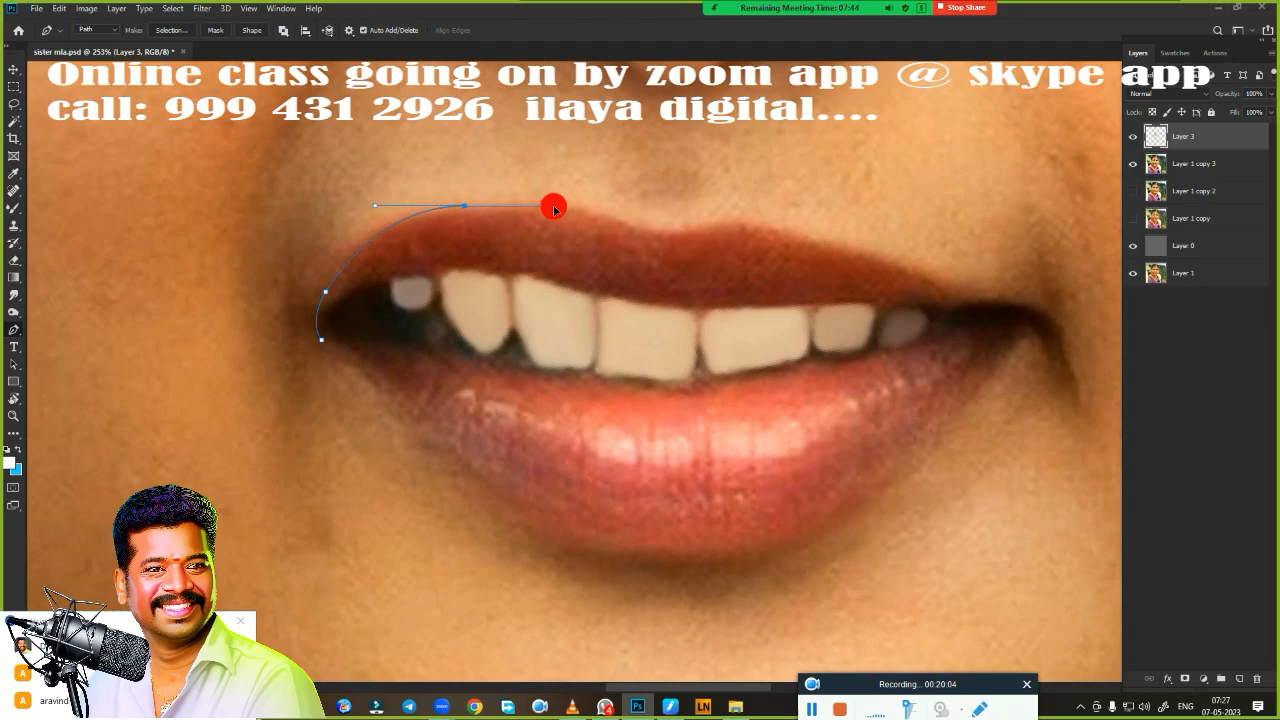 File Edit Image Layer Type Select Filter 3D View Window Help
Remaining Meeting Time: 07:44
Stop Share
Path Makes Selection... Mask Shape Auto Add/Delete Align Edges
sister mla.psd @ 253% (Layer 3, RGB/8) *
Layers Swatches Actions
Online class going on by zoom app @ skype app
call: 999 431 2926 ilaya digital....
Normal Opacity: 100%
Lock: Fill: 100%
Layer 3
Layer 1 copy 3
Layer 1 copy 2
Layer 1 copy
Layer 0
Layer 1
A
A aravind
Recording... 00:20:04
07:27
07-05-2023